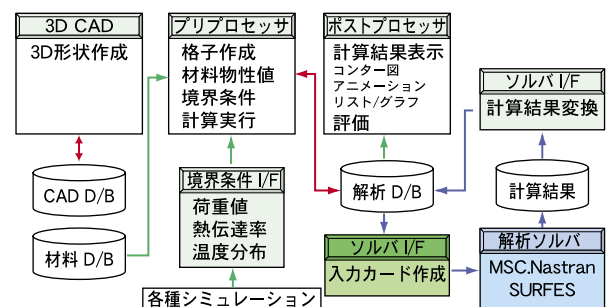 3D CAD
3D形状作成
CAD D/B
材料 D/B
プリプロセッサ
格子作成
材料物性値
境界条件
計算実行
境界条件 I/F
荷重値
熱伝達率
温度分布
各種シミュレーション
ポストプロセッサ
計算結果表示
コンター図
アニメーション
リスト/グラフ
評価
解析 D/B
ソルバ I/F
入力カード作成
ソルバ I/F
計算結果変換
計算結果
解析ソルバ
MSC.Nastran
SURFES